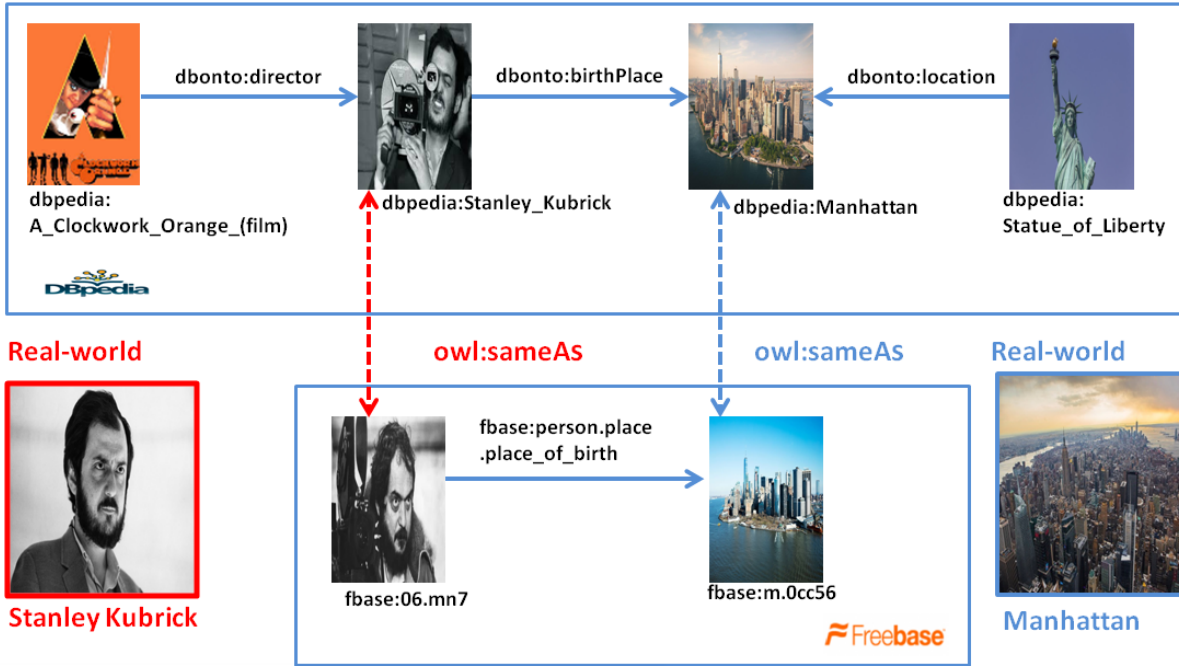 dbonto:director
dbonto:birthPlace
dbonto:location
dbpedia:
A_Clockwork_Orange_(film)
dbpedia:Stanley_Kubrick
dbpedia:Manhattan
dbpedia:
Statue_of_Liberty
DBpedia
Real-world
owl:sameAs
owl:sameAs
Real-world
fbase:person.place
.place_of_birth
fbase:06.mn7
fbase:m.0cc56
Stanley Kubrick
Manhattan
Freebase